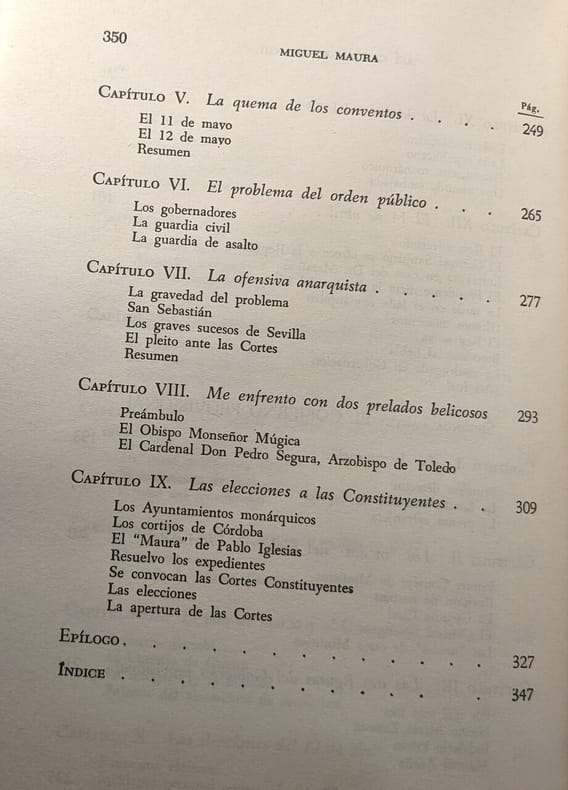 350
MIGUEL MAURA
Pág.
CAPÍTULO V. La quema de los conventos . . . . 249
El 11 de mayo
El 12 de mayo
Resumen
CAPÍTULO VI. El problema del orden público . . . 265
Los gobernadores
La guardia civil
La guardia de asalto
CAPÍTULO VII. La ofensiva anarquista . . . . . 277
La gravedad del problema
San Sebastián
Los graves sucesos de Sevilla
El pleito ante las Cortes
Resumen
CAPÍTULO VIII. Me enfrento con dos prelados belicosos 293
Preámbulo
El Obispo Monseñor Múgica
El Cardenal Don Pedro Segura, Arzobispo de Toledo
CAPÍTULO IX. Las elecciones a las Constituyentes . . 309
Los Ayuntamientos monárquicos
Los cortijos de Córdoba
El “Maura” de Pablo Iglesias
Resuelvo los expedientes
Se convocan las Cortes Constituyentes
Las elecciones
La apertura de las Cortes
EPÍLOGO . . . . . . . . . . . . . 327
ÍNDICE . . . . . . . . . . . . . 347